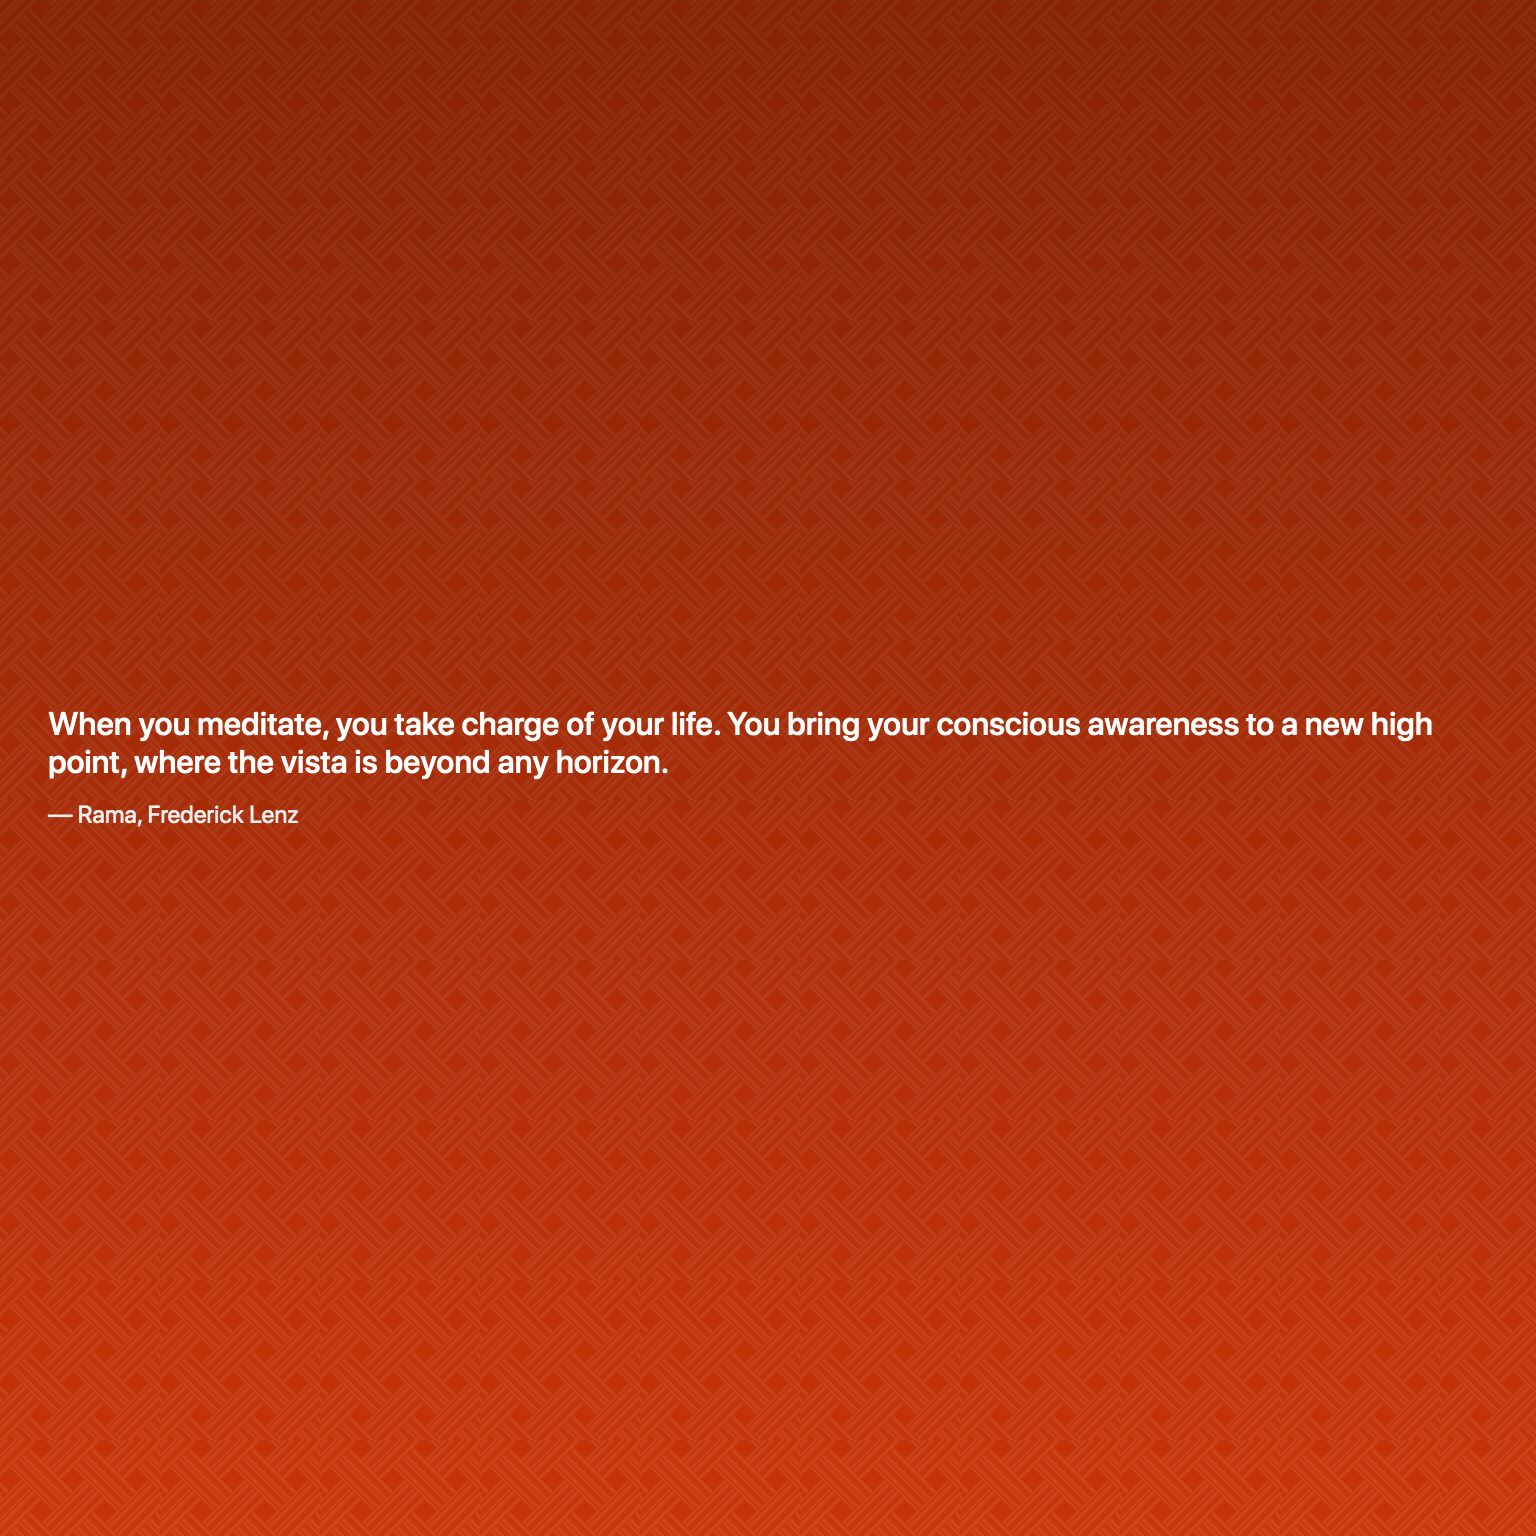 When you meditate, you take charge of your life. You bring your conscious awareness to a new high
point, where the vista is beyond any horizon.
— Rama, Frederick Lenz